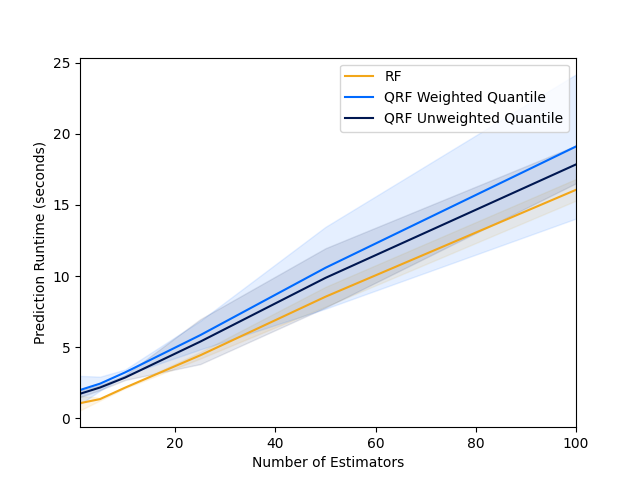 RF
QRF Weighted Quantile
QRF Unweighted Quantile
25
20
15
10
5
0
Prediction Runtime (seconds)
20
40
60
80
100
Number of Estimators